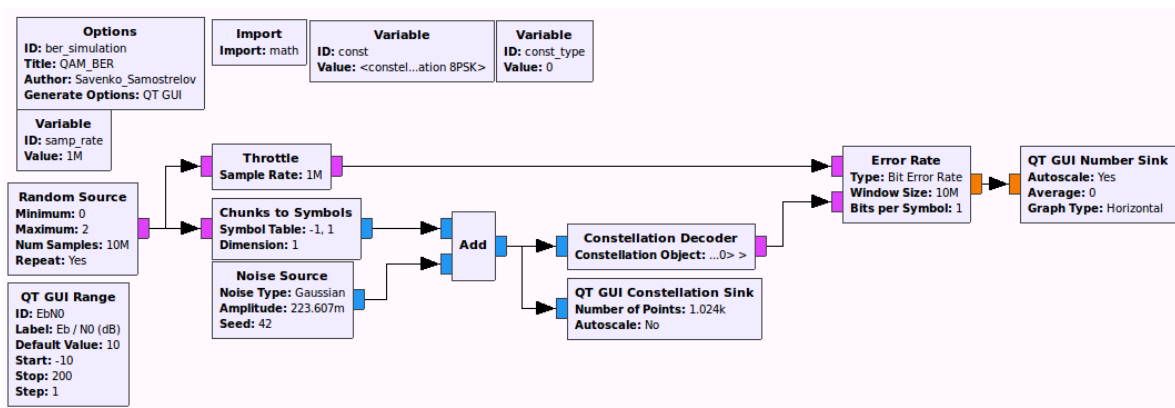 Options
ID: ber_simulation
Title: QAM_BER
Author: Savenko_Samostrelov
Generate Options: QT GUI
Import
Import: math
Variable
ID: const
Value: <constel...ation 8PSK>
Variable
ID: const_type
Value: 0
Variable
ID: samp_rate
Value: 1M
Random Source
Minimum: 0
Maximum: 2
Num Samples: 10M
Repeat: Yes
Throttle
Sample Rate: 1M
Chunks to Symbols
Symbol Table: -1, 1
Dimension: 1
Noise Source
Noise Type: Gaussian
Amplitude: 223.607m
Seed: 42
Add
Constellation Decoder
Constellation Object: ...0> >
QT GUI Constellation Sink
Number of Points: 1.024k
Autoscale: No
Error Rate
Type: Bit Error Rate
Window Size: 10M
Bits per Symbol: 1
QT GUI Number Sink
Autoscale: Yes
Average: 0
Graph Type: Horizontal
QT GUI Range
ID: EbN0
Label: Eb / N0 (dB)
Default Value: 10
Start: -10
Stop: 200
Step: 1